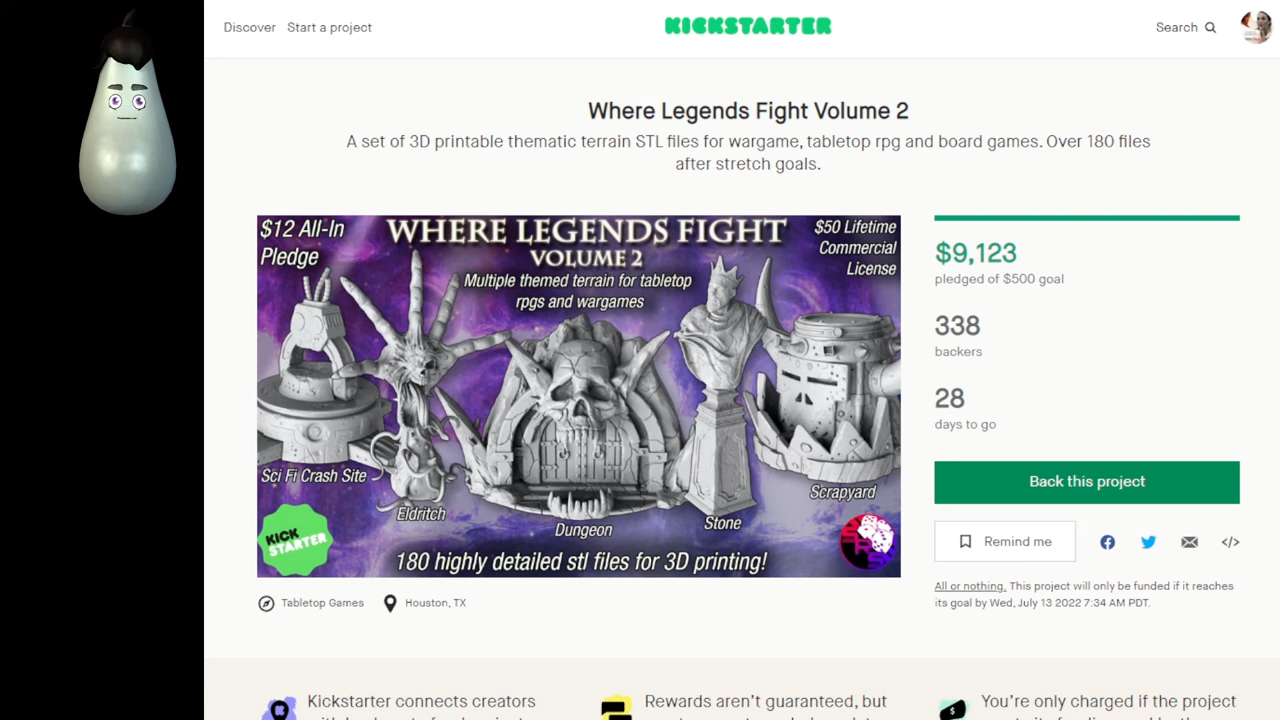 Discover Start a project
KICKSTARTER
Search
Where Legends Fight Volume 2
A set of 3D printable thematic terrain STL files for wargame, tabletop rpg and board games. Over 180 files
after stretch goals.
$12 All-In
Pledge
WHERE LEGENDS FIGHT
VOLUME 2
Multiple themed terrain for tabletop
rpgs and wargames
$50 Lifetime
Commercial
License
Sci Fi Crash Site
Eldritch
Dungeon
Stone
Scrapyard
KICK
STARTER
180 highly detailed stl files for 3D printing!
Tabletop Games
Houston, TX
$9,123
pledged of $500 goal
338
backers
28
days to go
Back this project
Remind me
All or nothing. This project will only be funded if it reaches
its goal by Wed, July 13 2022 7:34 AM PDT.
Kickstarter connects creators
Rewards aren't guaranteed, but
You're only charged if the project